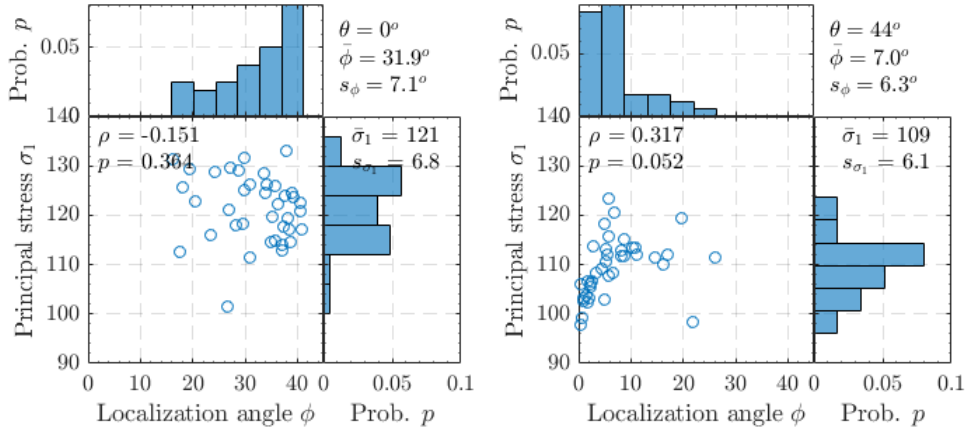 Prob. p
0.05
θ = 0°
ϕ̄ = 31.9°
s_ϕ = 7.1°
140
ρ = -0.151
p = 0.364
σ̄₁ = 121
s_σ₁ = 6.8
Principal stress σ₁
130
120
110
100
90
0 10 20 30 40
Localization angle ϕ
0 0.05 0.1
Prob. p
Prob. p
0.05
θ = 44°
ϕ̄ = 7.0°
s_ϕ = 6.3°
140
ρ = 0.317
p = 0.052
σ̄₁ = 109
s_σ₁ = 6.1
Principal stress σ₁
130
120
110
100
90
0 10 20 30 40
Localization angle ϕ
0 0.05 0.1
Prob. p